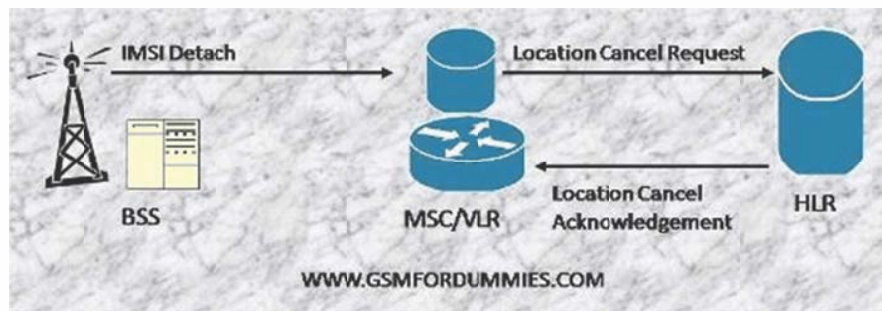 IMSI Detach
Location Cancel Request
BSS
MSC/VLR
Location Cancel
Acknowledgement
HLR
WWW.GSMFORDUMMIES.COM